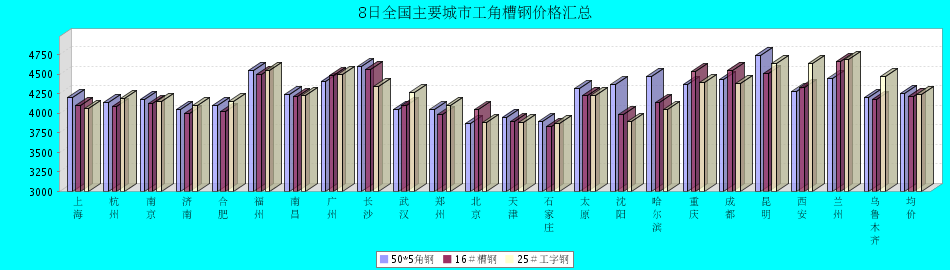 8日全国主要城市工角槽钢价格汇总
4750
4500
4250
4000
3750
3500
3250
3000
上海
杭州
南京
济南
合肥
福州
南昌
广州
长沙
武汉
郑州
北京
天津
石家庄
太原
沈阳
哈尔滨
重庆
成都
昆明
西安
兰州
乌鲁木齐
均价
50*5角钢 16#槽钢 25#工字钢